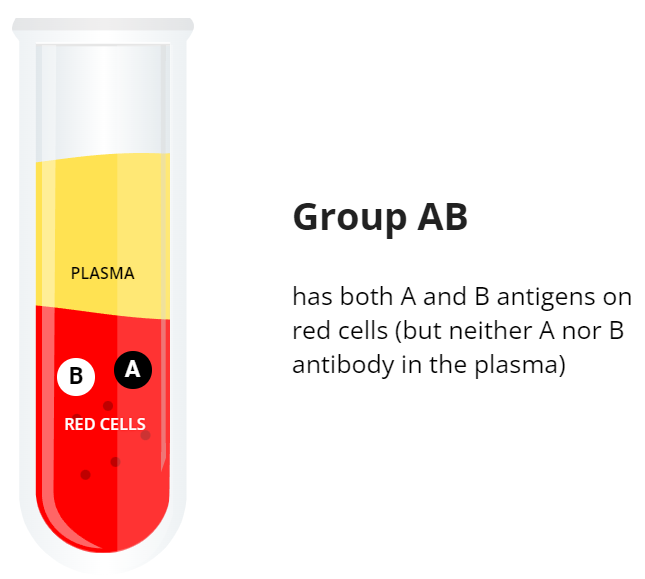 PLASMA
B A
RED CELLS
Group AB
has both A and B antigens on
red cells (but neither A nor B
antibody in the plasma)